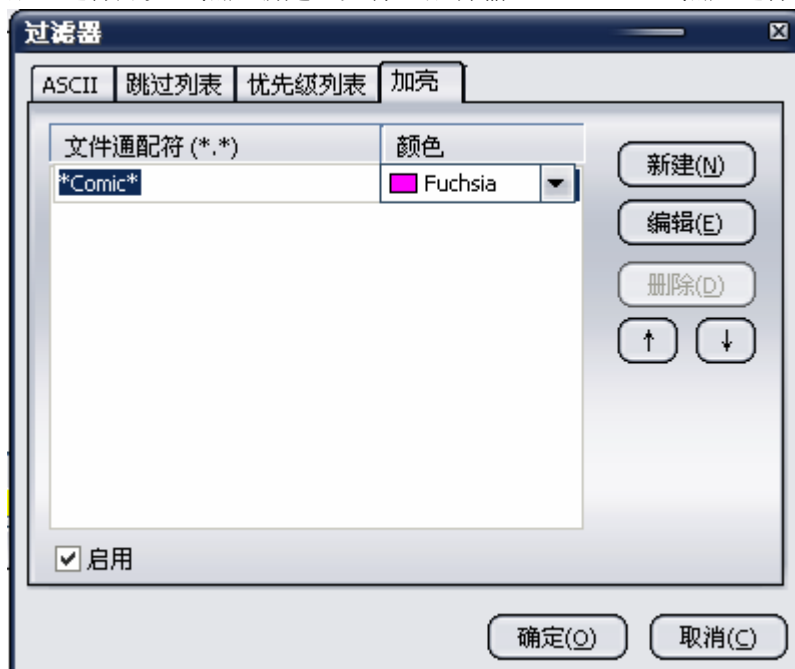 过滤器
ASCII 跳过列表 优先级列表 加亮
文件通配符 (*.*) 颜色
*Comic* Fuchsia
新建(N)
编辑(E)
删除(D)
↑ ↓
启用
确定(O) 取消(C)